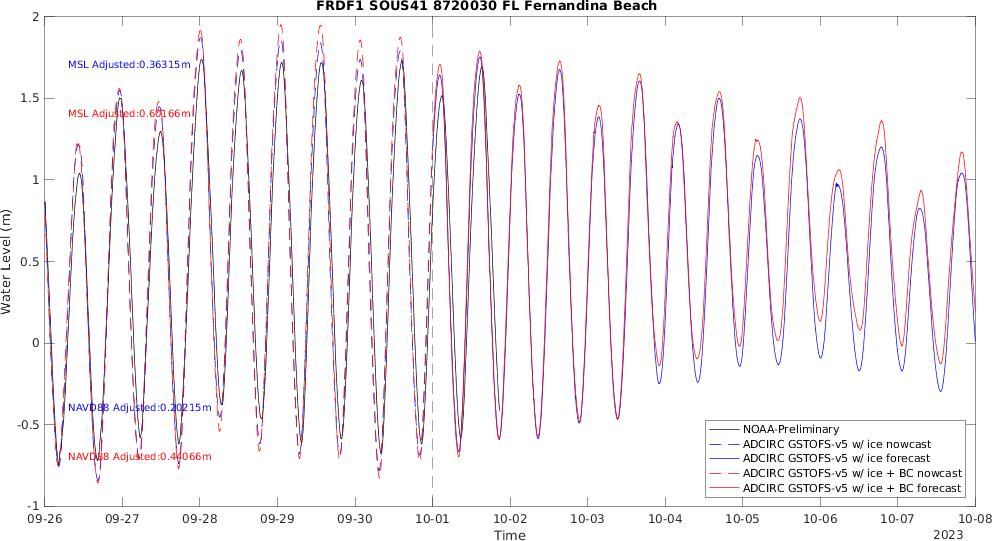 FRDF1 SOUS41 8720030 FL Fernandina Beach
2
MSL Adjusted:0.36315m
1.5
MSL Adjusted:0.60166m
1
Water Level (m)
0.5
0
NAVD88 Adjusted:0.20215m
-0.5
NAVD88 Adjusted:0.44066m
NOAA-Preliminary
ADCIRC GSTOFS-v5 w/ ice nowcast
ADCIRC GSTOFS-v5 w/ ice forecast
ADCIRC GSTOFS-v5 w/ ice + BC nowcast
ADCIRC GSTOFS-v5 w/ ice + BC forecast
-1
09-26 09-27 09-28 09-29 09-30 10-01 10-02 10-03 10-04 10-05 10-06 10-07 10-08
Time
2023